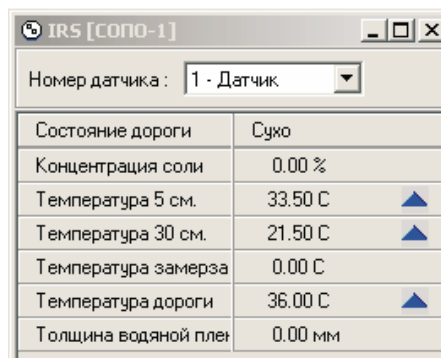 IRS [СОПО-1]
Номер датчика : 1 - Датчик
Состояние дороги Сухо
Концентрация соли 0.00 %
Температура 5 см. 33.50 C
Температура 30 см. 21.50 C
Температура замерза 0.00 C
Температура дороги 36.00 C
Толщина водяной плен 0.00 мм